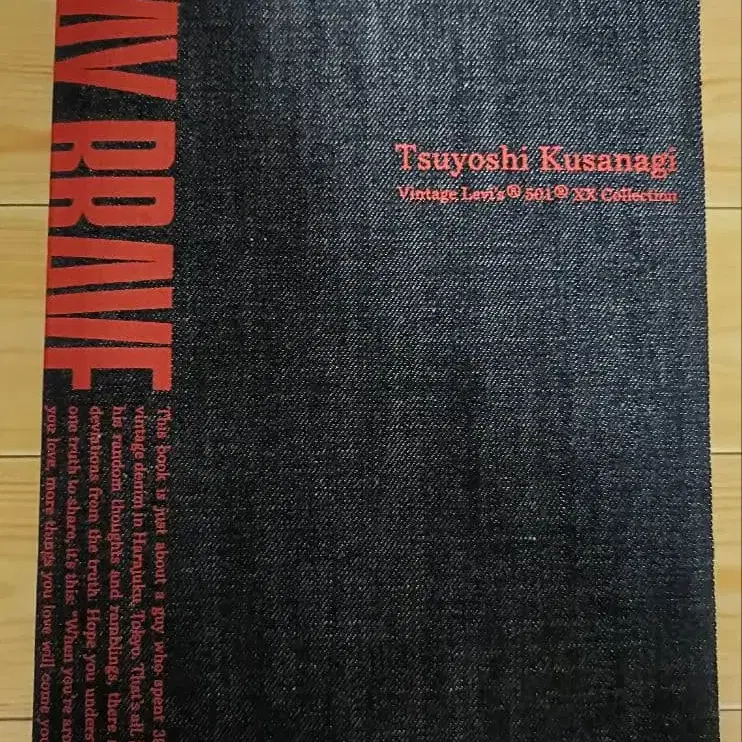 AY BRAVE
Tsuyoshi Kusanagi
Vintage Levi's® 501® XX Collection
This book is just about a guy who spent
vintage denim in Harajuku, Tokyo. That's all.
his random thoughts and ramblings, there
deviations from the truth. Hope you
one truth to share, it's this: "When you're
you love, more things you love will come